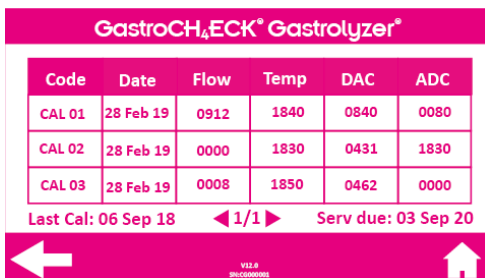 GastroCH₄ECK® Gastrolyzer®
Code Date Flow Temp DAC ADC
CAL 01 28 Feb 19 0912 1840 0840 0080
CAL 02 28 Feb 19 0000 1830 0431 1830
CAL 03 28 Feb 19 0008 1850 0462 0000
Last Cal: 06 Sep 18 ◀1/1▶ Serv due: 03 Sep 20
V12.0
SN:CG000001